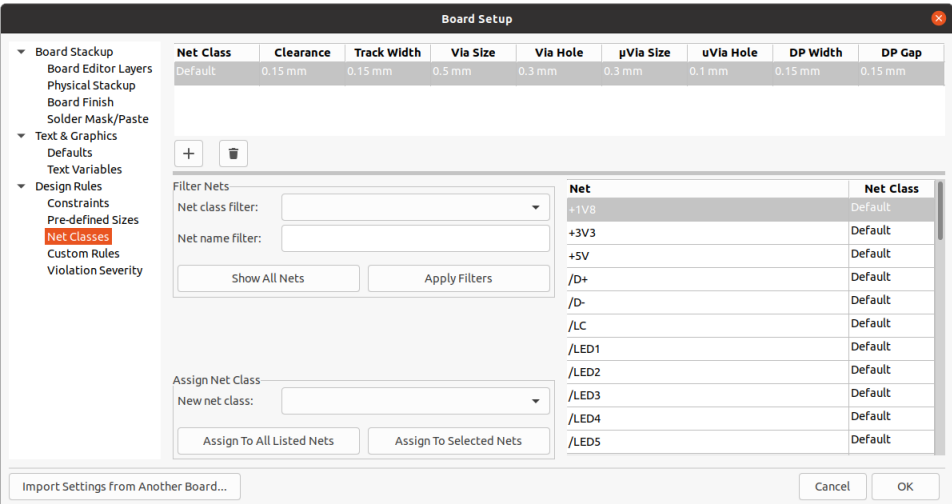 Board Setup
Board Stackup
Board Editor Layers
Physical Stackup
Board Finish
Solder Mask/Paste
Text & Graphics
Defaults
Text Variables
Design Rules
Constraints
Pre-defined Sizes
Net Classes
Custom Rules
Violation Severity
Net Class Clearance Track Width Via Size Via Hole µVia Size uVia Hole DP Width DP Gap
Default 0.15 mm 0.15 mm 0.5 mm 0.3 mm 0.3 mm 0.1 mm 0.15 mm 0.15 mm
Filter Nets
Net class filter:
Net name filter:
Show All Nets Apply Filters
Assign Net Class
New net class:
Assign To All Listed Nets Assign To Selected Nets
Net Net Class
+1V8 Default
+3V3 Default
+5V Default
/D+ Default
/D- Default
/LC Default
/LED1 Default
/LED2 Default
/LED3 Default
/LED4 Default
/LED5 Default
Import Settings from Another Board... Cancel OK